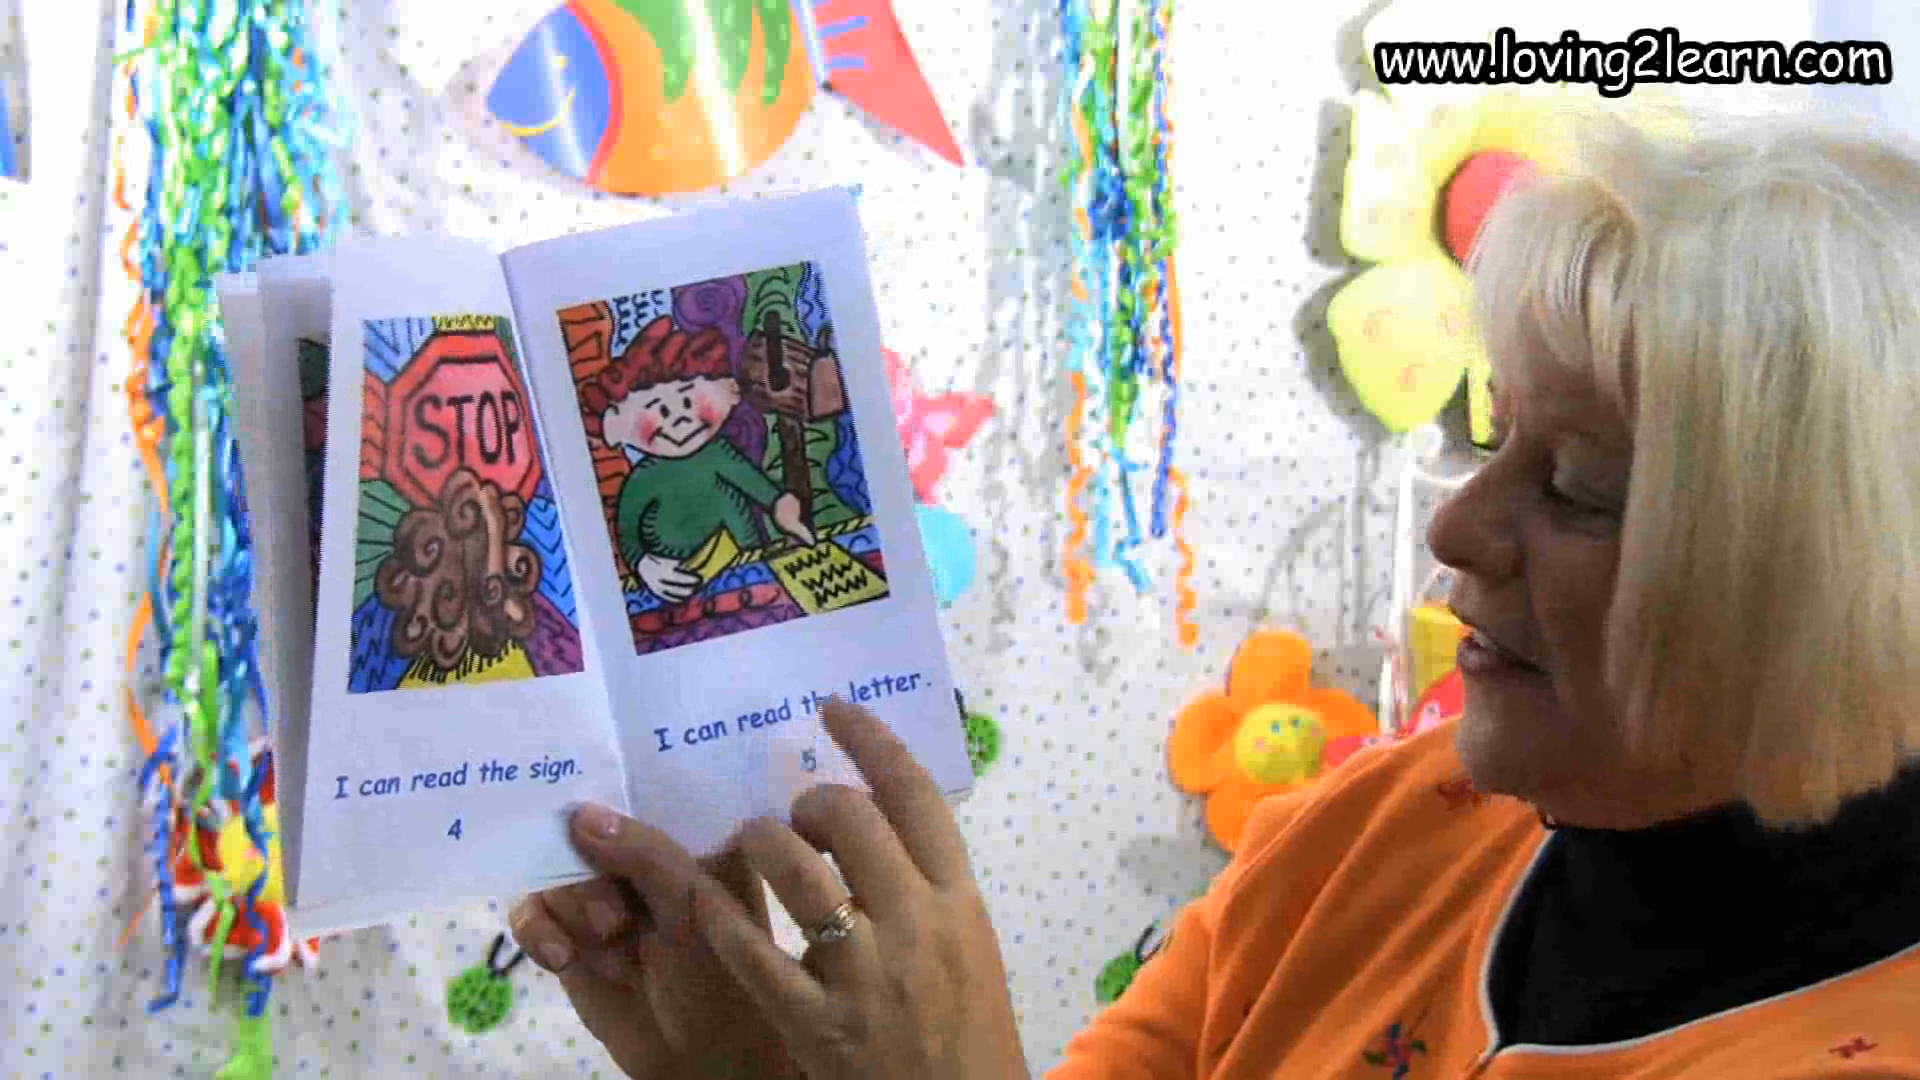 www.loving2learn.com
STOP
I can read the sign.
4
I can read the letter.
5